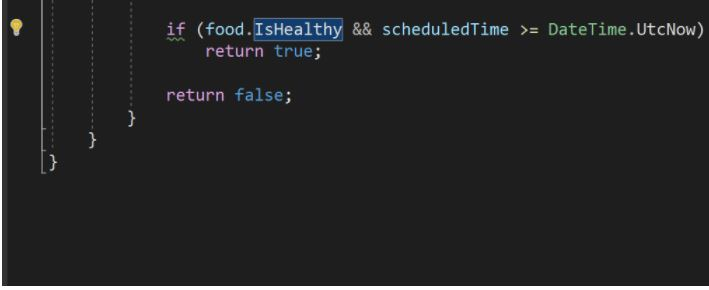 if (food.IsHealthy && scheduledTime >= DateTime.UtcNow)
return true;
return false;
}
}
}